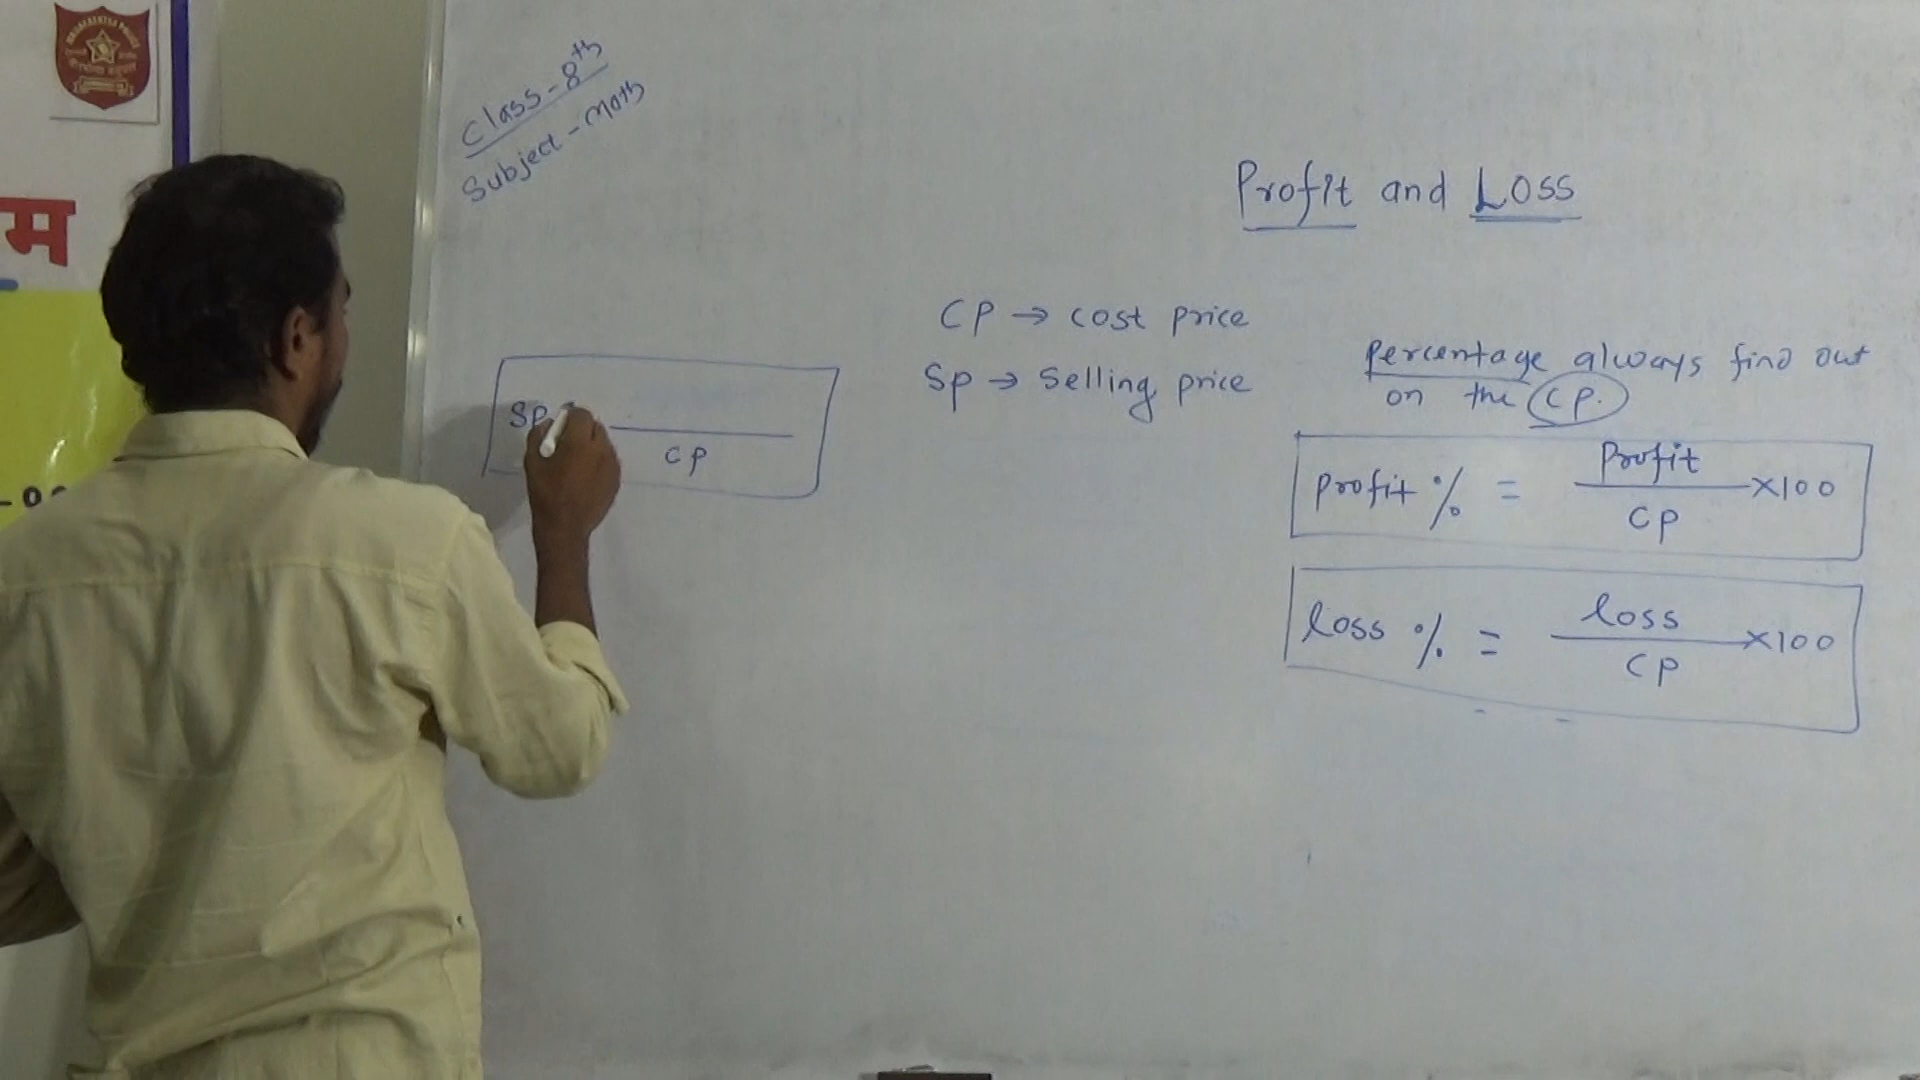 Class - 8th
Subject - math
Profit and Loss
CP → cost price
SP → Selling price
Percentage always find out
on the CP.
SP
CP
Profit % = Profit / CP ×100
loss % = loss / CP ×100
म